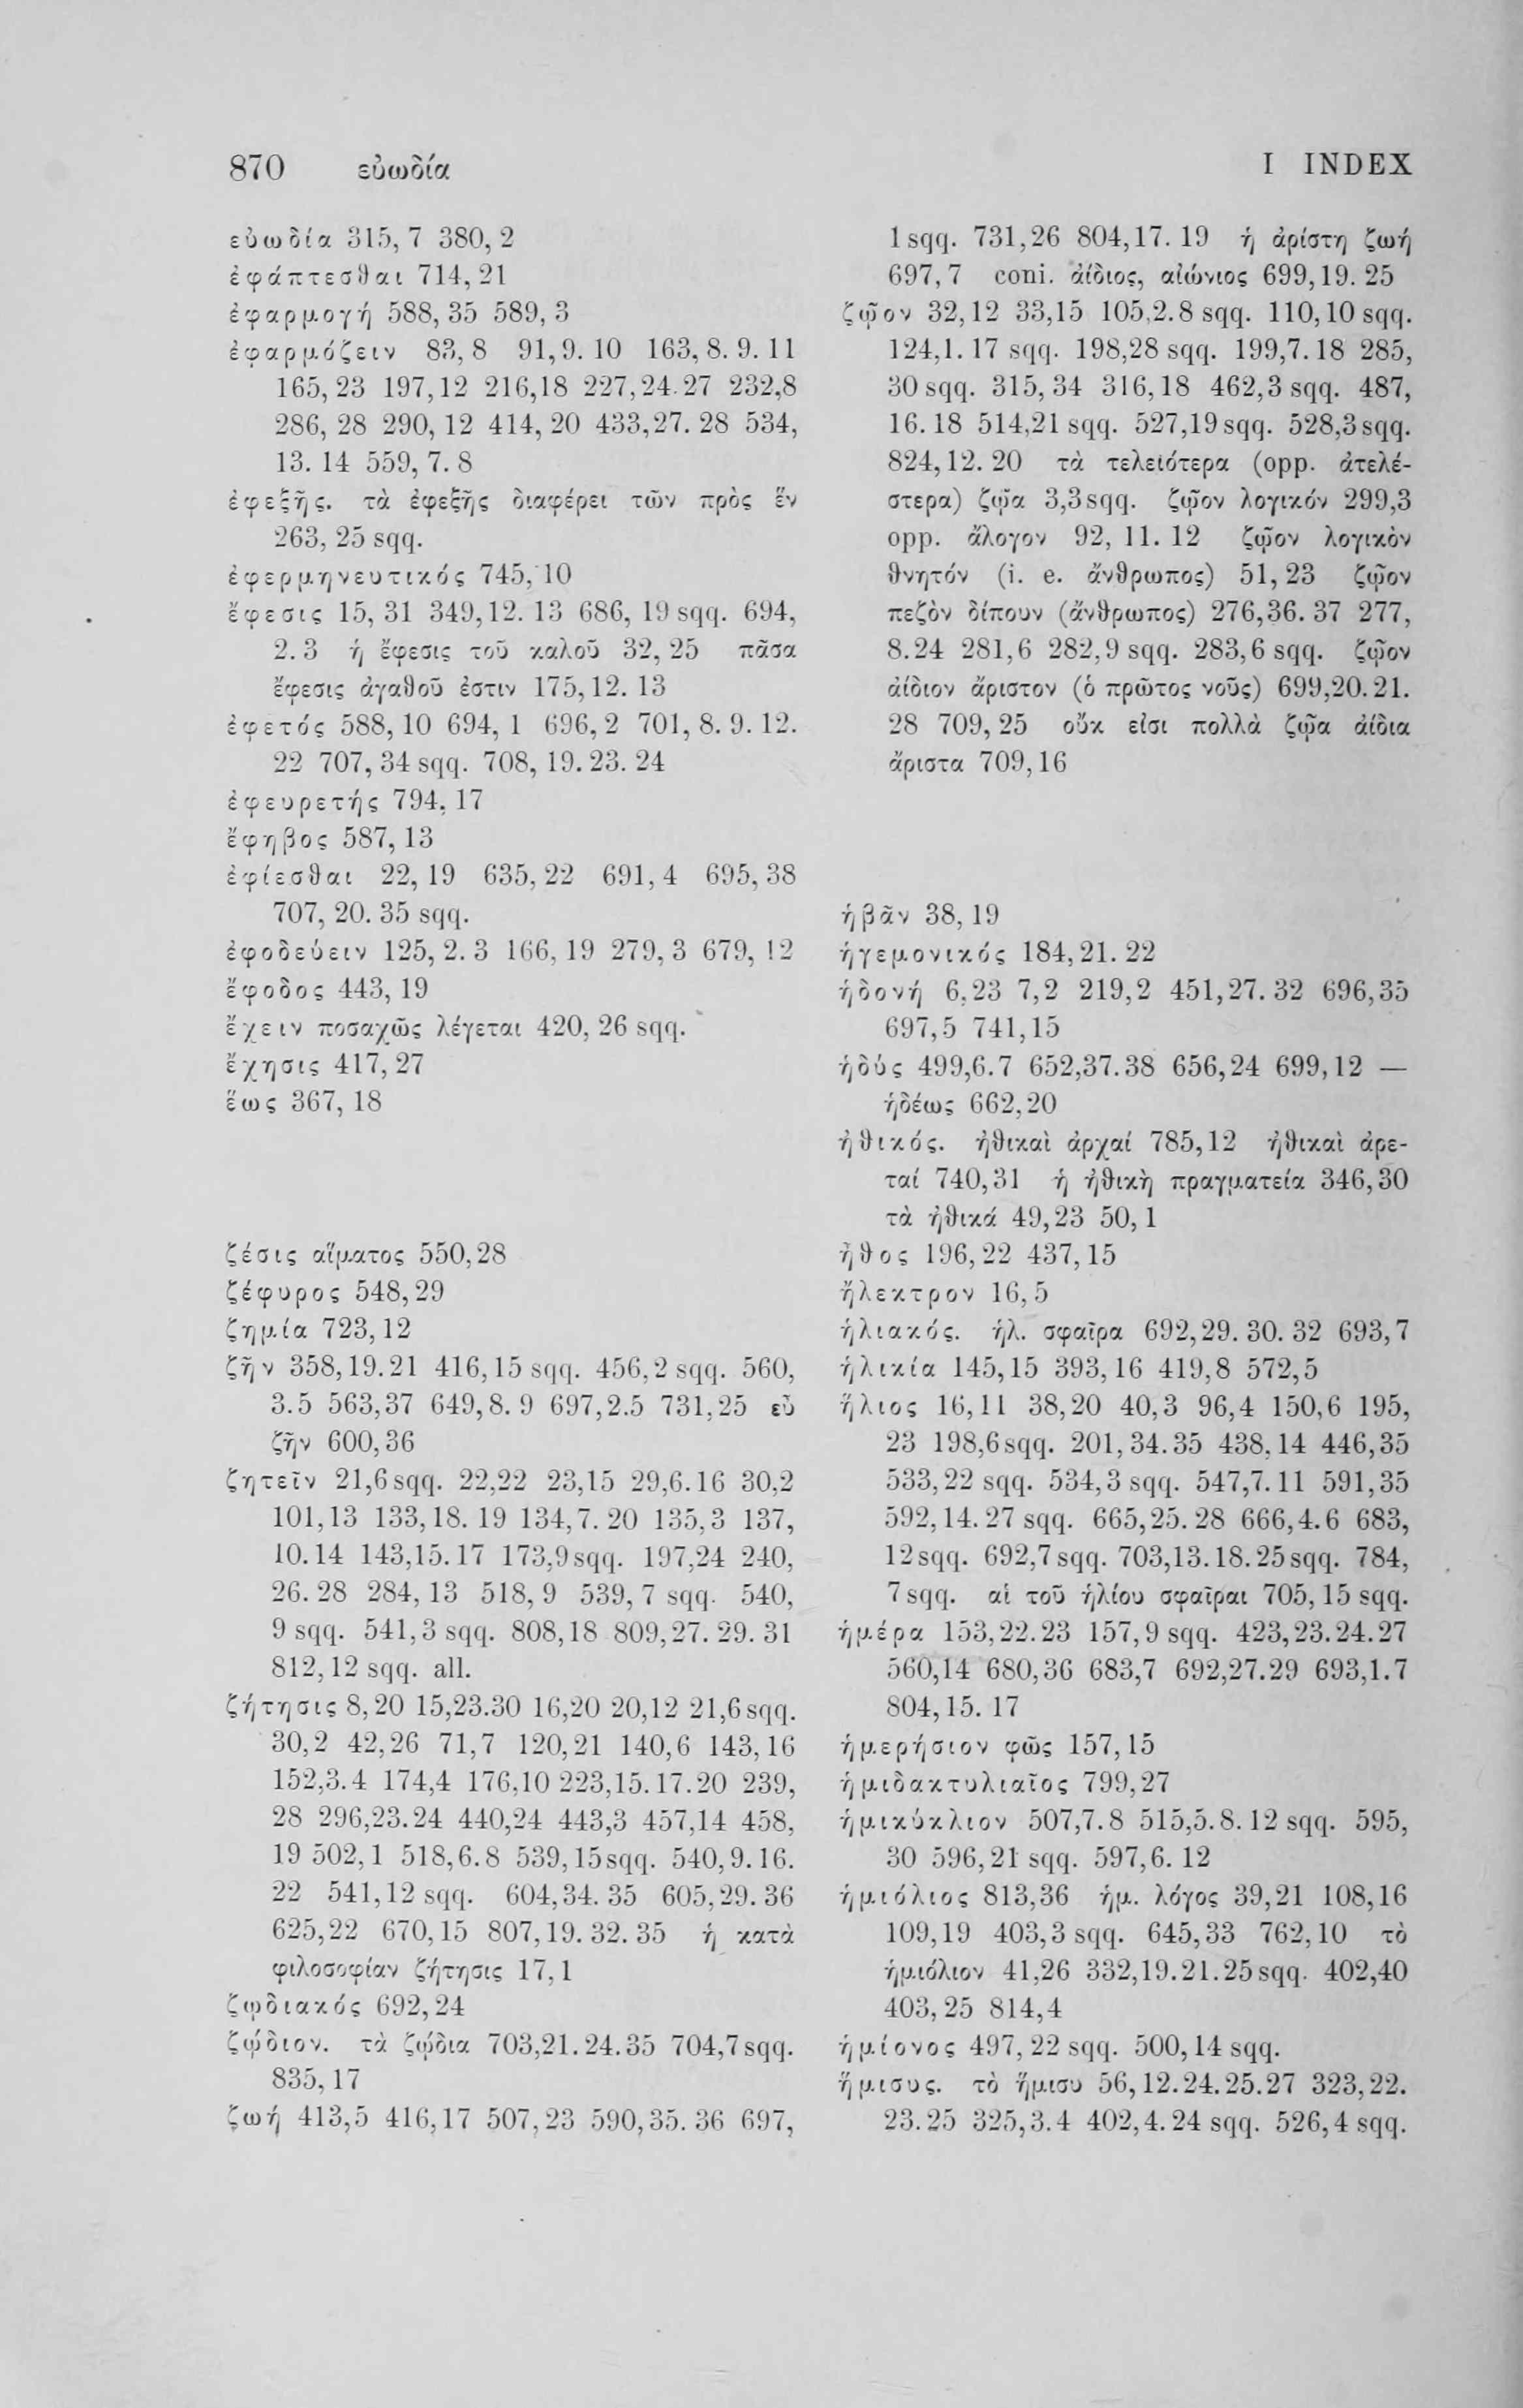 870 εὐωδία
I INDEX
εὐωδία 315, 7 380, 2
ἐφάπτεσθαι 714, 21
ἐφαρμογή 588, 35 589, 3
ἐφαρμόζειν 83, 8 91, 9. 10 163, 8. 9. 11
165, 23 197, 12 216, 18 227, 24. 27 232, 8
286, 28 290, 12 414, 20 433, 27. 28 534,
13. 14 559, 7. 8
ἐφεξῆς. τὰ ἐφεξῆς διαφέρει τῶν πρὸς ἕν
263, 25 sqq.
ἐφερμηνευτικός 745, 10
ἔφεσις 15, 31 349, 12. 13 686, 19 sqq. 694,
2. 3 ἡ ἔφεσις τοῦ καλοῦ 32, 25 πᾶσα
ἔφεσις ἀγαθοῦ ἐστιν 175, 12. 13
ἐφετός 588, 10 694, 1 696, 2 701, 8. 9. 12.
22 707, 34 sqq. 708, 19. 23. 24
ἐφευρετής 794, 17
ἔφηβος 587, 13
ἐφίεσθαι 22, 19 635, 22 691, 4 695, 38
707, 20. 35 sqq.
ἐφοδεύειν 125, 2. 3 166, 19 279, 3 679, 12
ἔφοδος 443, 19
ἔχειν ποσαχῶς λέγεται 420, 26 sqq.
ἔχησις 417, 27
ἕως 367, 18
ζέσις αἵματος 550, 28
ζέφυρος 548, 29
ζημία 723, 12
ζῆν 358, 19. 21 416, 15 sqq. 456, 2 sqq. 560,
3. 5 563, 37 649, 8. 9 697, 2. 5 731, 25 εὖ
ζῆν 600, 36
ζητεῖν 21, 6 sqq. 22, 22 23, 15 29, 6. 16 30, 2
101, 13 133, 18. 19 134, 7. 20 135, 3 137,
10. 14 143, 15. 17 173, 9 sqq. 197, 24 240,
26. 28 284, 13 518, 9 539, 7 sqq. 540,
9 sqq. 541, 3 sqq. 808, 18 809, 27. 29. 31
812, 12 sqq. all.
ζήτησις 8, 20 15, 23. 30 16, 20 20, 12 21, 6 sqq.
30, 2 42, 26 71, 7 120, 21 140, 6 143, 16
152, 3. 4 174, 4 176, 10 223, 15. 17. 20 239,
28 296, 23. 24 440, 24 443, 3 457, 14 458,
19 502, 1 518, 6. 8 539, 15 sqq. 540, 9. 16.
22 541, 12 sqq. 604, 34. 35 605, 29. 36
625, 22 670, 15 807, 19. 32. 35 ἡ κατὰ
φιλοσοφίαν ζήτησις 17, 1
ζῳδιακός 692, 24
ζῴδιον. τὰ ζῴδια 703, 21. 24. 35 704, 7 sqq.
835, 17
ζωή 413, 5 416, 17 507, 23 590, 35. 36 697,
1 sqq. 731, 26 804, 17. 19 ἡ ἀρίστη ζωή
697, 7 coni. ἀίδιος, αἰώνιος 699, 19. 25
ζῷον 32, 12 33, 15 105, 2. 8 sqq. 110, 10 sqq.
124, 1. 17 sqq. 198, 28 sqq. 199, 7. 18 285,
30 sqq. 315, 34 316, 18 462, 3 sqq. 487,
16. 18 514, 21 sqq. 527, 19 sqq. 528, 3 sqq.
824, 12. 20 τὰ τελειότερα (opp. ἀτελέ-
στερα) ζῷα 3, 3 sqq. ζῷον λογικόν 299, 3
opp. ἄλογον 92, 11. 12 ζῷον λογικὸν
θνητόν (i. e. ἄνθρωπος) 51, 23 ζῷον
πεζὸν δίπουν (ἄνθρωπος) 276, 36. 37 277,
8. 24 281, 6 282, 9 sqq. 283, 6 sqq. ζῷον
ἀίδιον ἄριστον (ὁ πρῶτος νοῦς) 699, 20. 21.
28 709, 25 οὔκ εἰσι πολλὰ ζῷα ἀίδια
ἄριστα 709, 16
ἡβᾶν 38, 19
ἡγεμονικός 184, 21. 22
ἡδονή 6, 23 7, 2 219, 2 451, 27. 32 696, 35
697, 5 741, 15
ἡδύς 499, 6. 7 652, 37. 38 656, 24 699, 12 —
ἡδέως 662, 20
ἠθικός. ἠθικαὶ ἀρχαί 785, 12 ἠθικαὶ ἀρε-
ταί 740, 31 ἡ ἠθικὴ πραγματεία 346, 30
τὰ ἠθικά 49, 23 50, 1
ἦθος 196, 22 437, 15
ἤλεκτρον 16, 5
ἡλιακός. ἡλ. σφαῖρα 692, 29. 30. 32 693, 7
ἡλικία 145, 15 393, 16 419, 8 572, 5
ἥλιος 16, 11 38, 20 40, 3 96, 4 150, 6 195,
23 198, 6 sqq. 201, 34. 35 438, 14 446, 35
533, 22 sqq. 534, 3 sqq. 547, 7. 11 591, 35
592, 14. 27 sqq. 665, 25. 28 666, 4. 6 683,
12 sqq. 692, 7 sqq. 703, 13. 18. 25 sqq. 784,
7 sqq. αἱ τοῦ ἡλίου σφαῖραι 705, 15 sqq.
ἡμέρα 153, 22. 23 157, 9 sqq. 423, 23. 24. 27
560, 14 680, 36 683, 7 692, 27. 29 693, 1. 7
804, 15. 17
ἡμερήσιον φῶς 157, 15
ἡμιδακτυλιαῖος 799, 27
ἡμικύκλιον 507, 7. 8 515, 5. 8. 12 sqq. 595,
30 596, 21 sqq. 597, 6. 12
ἡμιόλιος 813, 36 ἡμ. λόγος 39, 21 108, 16
109, 19 403, 3 sqq. 645, 33 762, 10 τὸ
ἡμιόλιον 41, 26 332, 19. 21. 25 sqq. 402, 40
403, 25 814, 4
ἡμίονος 497, 22 sqq. 500, 14 sqq.
ἥμισυς. τὸ ἥμισυ 56, 12. 24. 25. 27 323, 22.
23. 25 325, 3. 4 402, 4. 24 sqq. 526, 4 sqq.